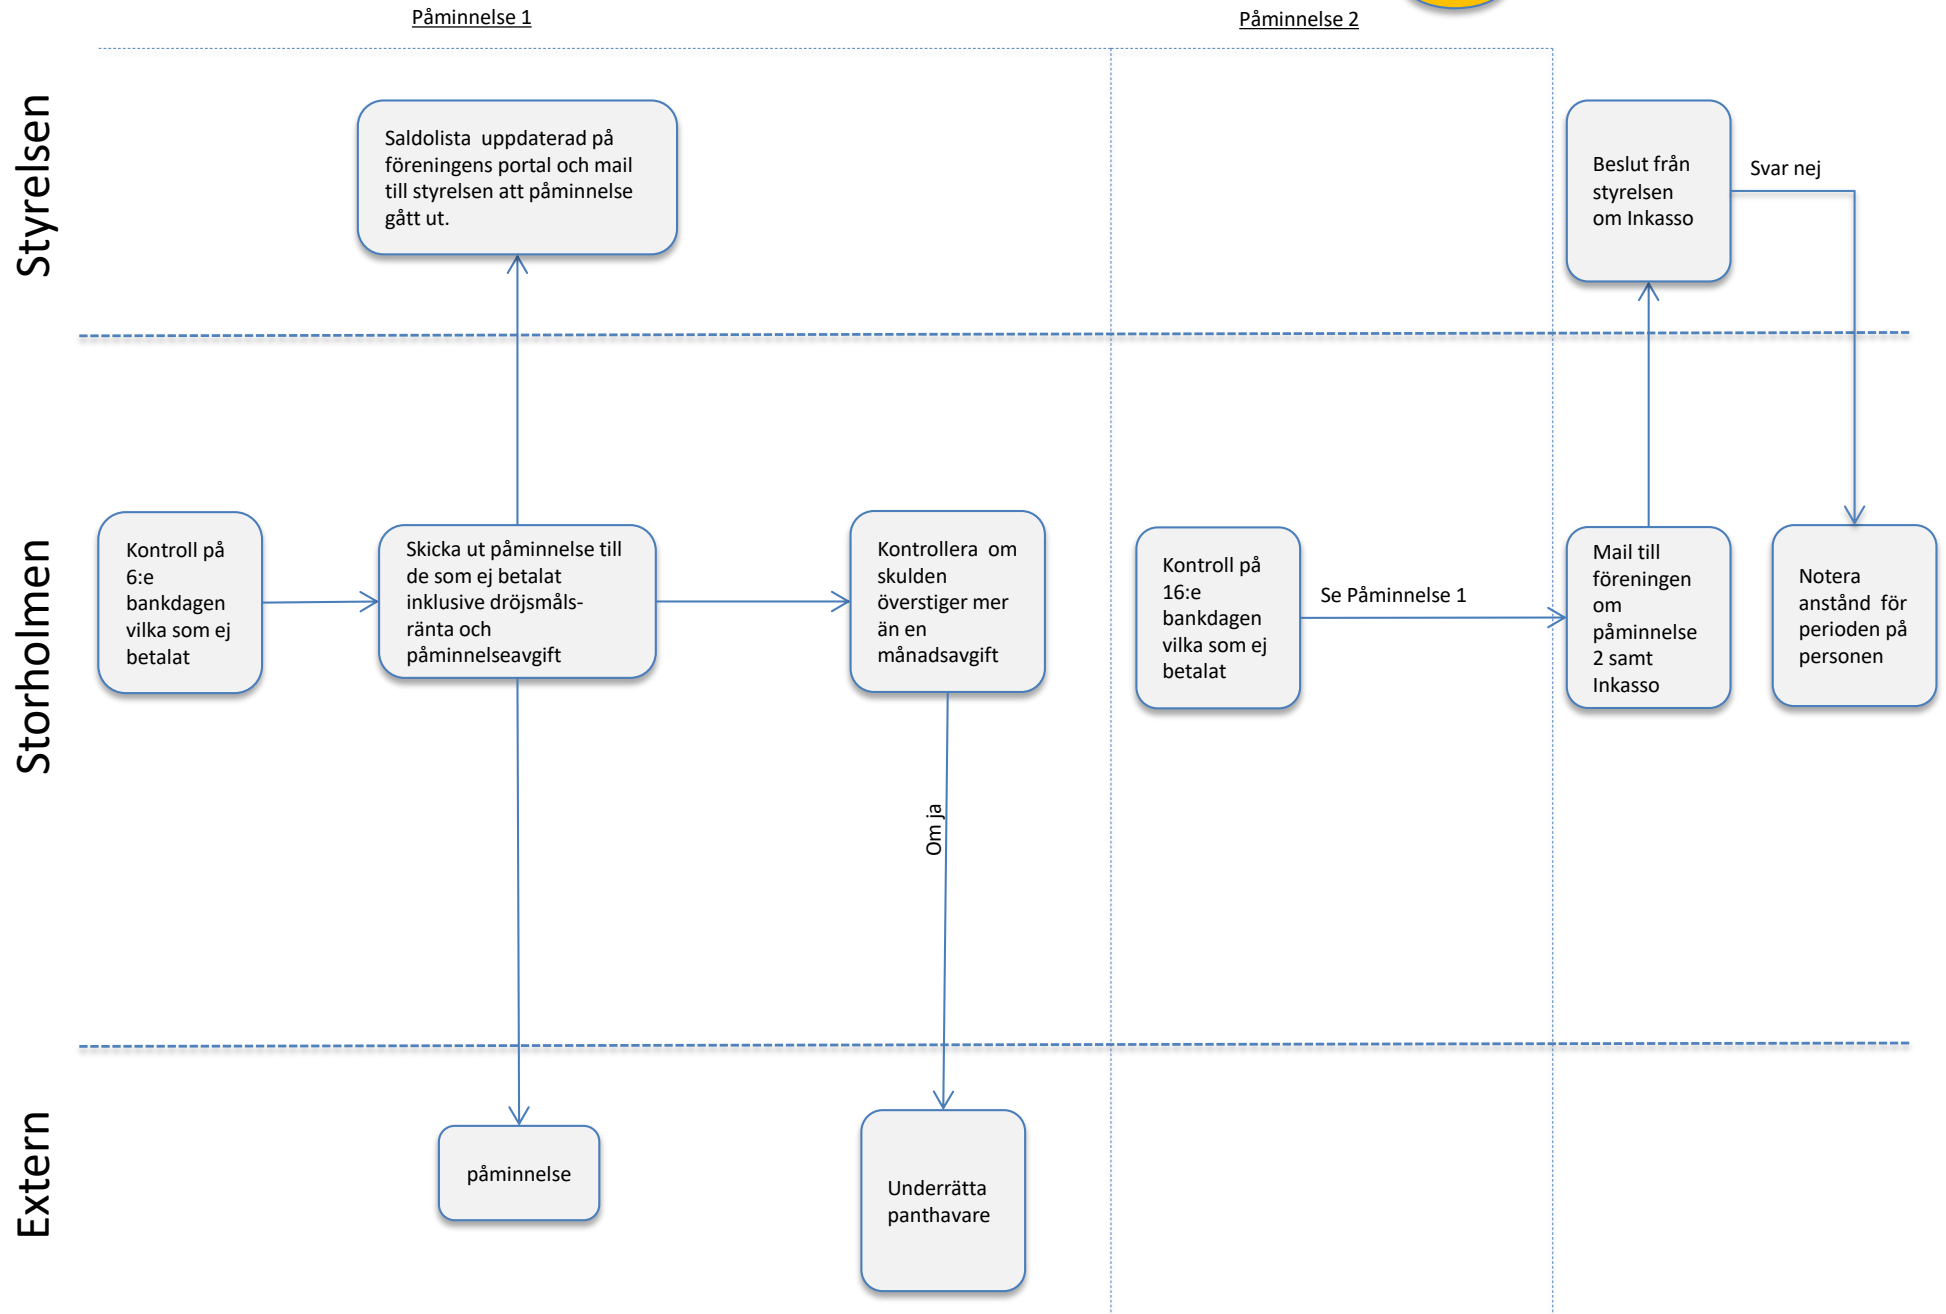 Påminnelse 1
Påminnelse 2
Styrelsen
Saldolista uppdaterad på
föreningens portal och mail
till styrelsen att påminnelse
gått ut.
Beslut från
styrelsen
om Inkasso
Svar nej
Storholmen
Kontroll på
6:e
bankdagen
vilka som ej
betalat
Skicka ut påminnelse till
de som ej betalat
inklusive dröjsmåls-
ränta och
påminnelseavgift
Kontrollera om
skulden
överstiger mer
än en
månadsavgift
Om ja
Kontroll på
16:e
bankdagen
vilka som ej
betalat
Se Påminnelse 1
Mail till
föreningen
om
påminnelse
2 samt
Inkasso
Notera
anstånd för
perioden på
personen
Extern
påminnelse
Underrätta
panthavare